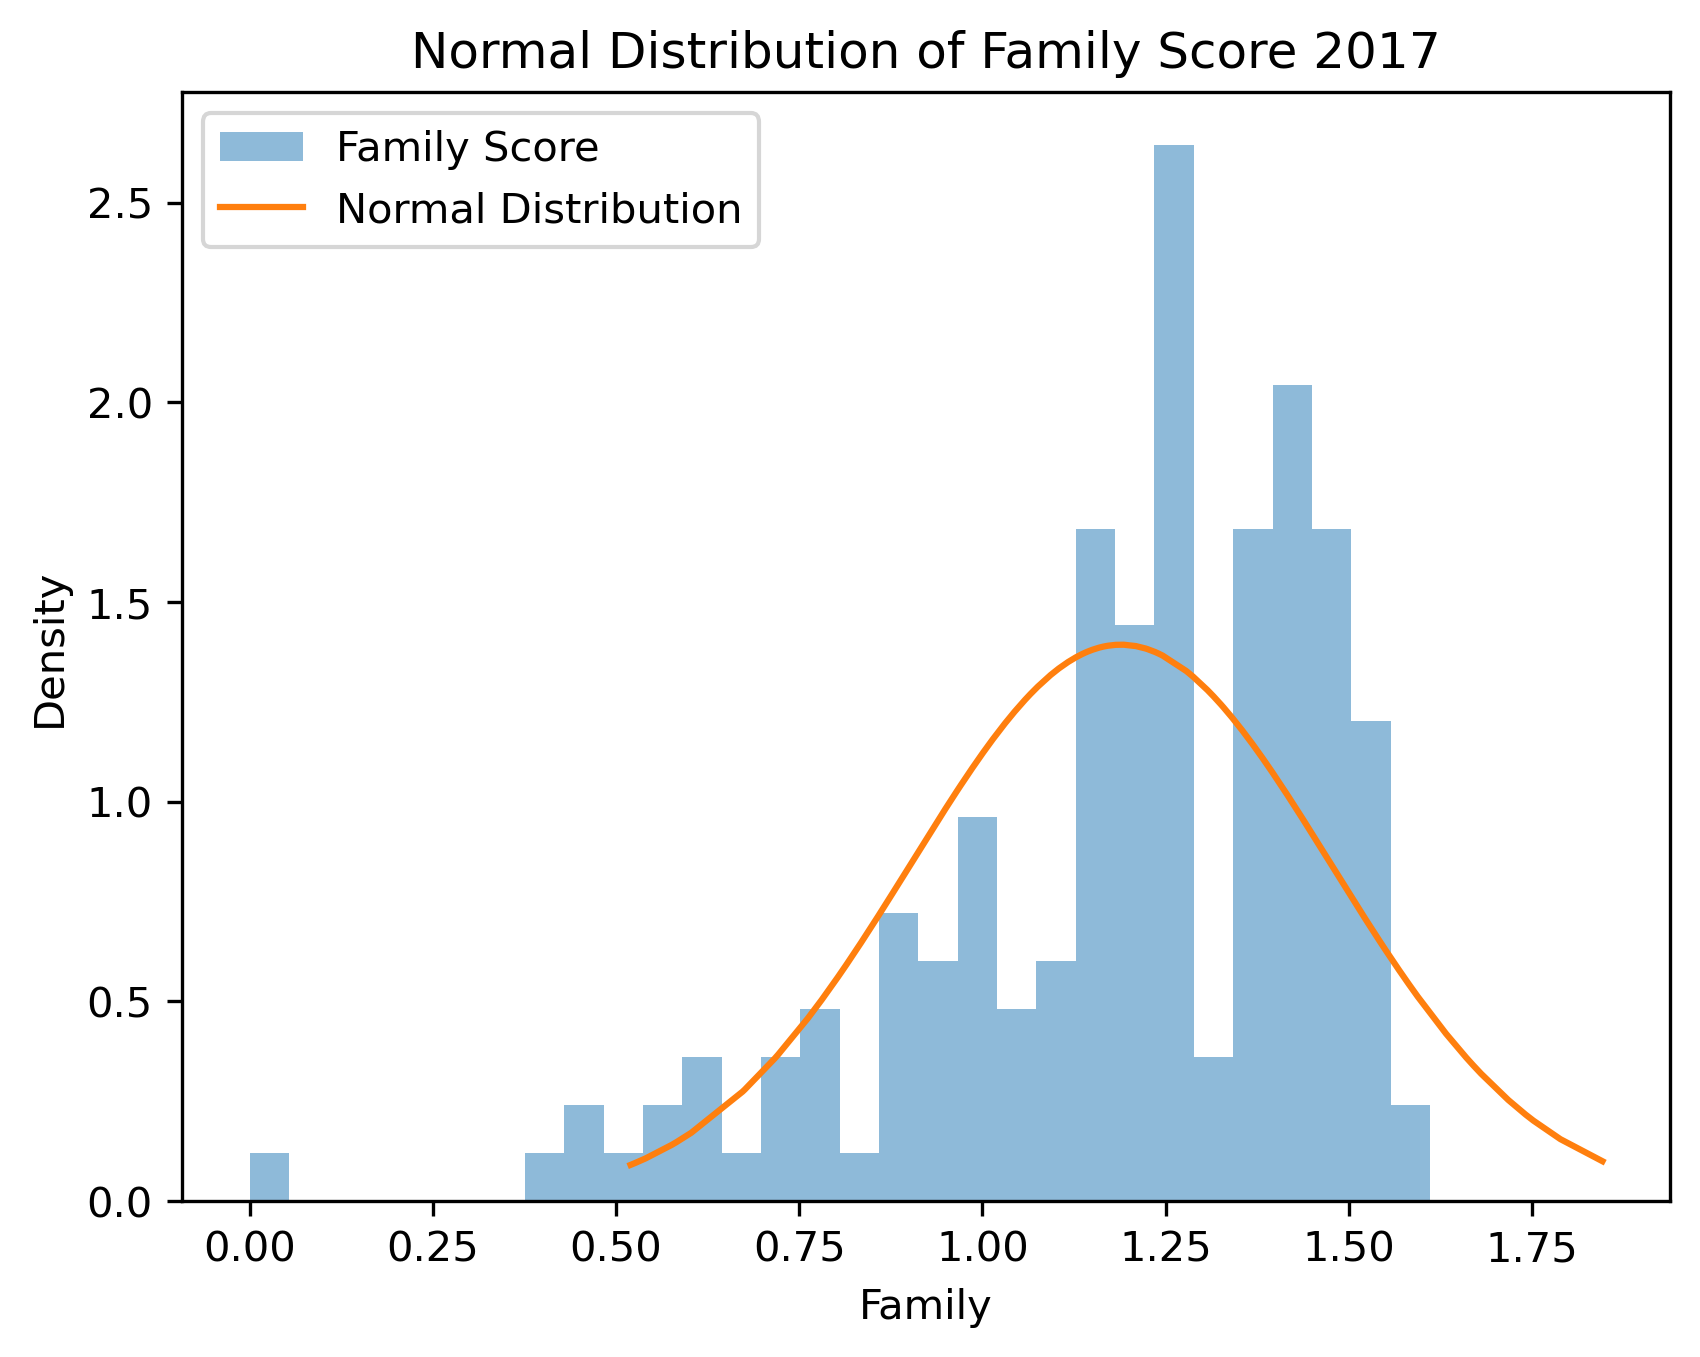 Normal Distribution of Family Score 2017
Family Score
Normal Distribution
2.5
2.0
1.5
1.0
0.5
0.0
Density
0.00 0.25 0.50 0.75 1.00 1.25 1.50 1.75
Family